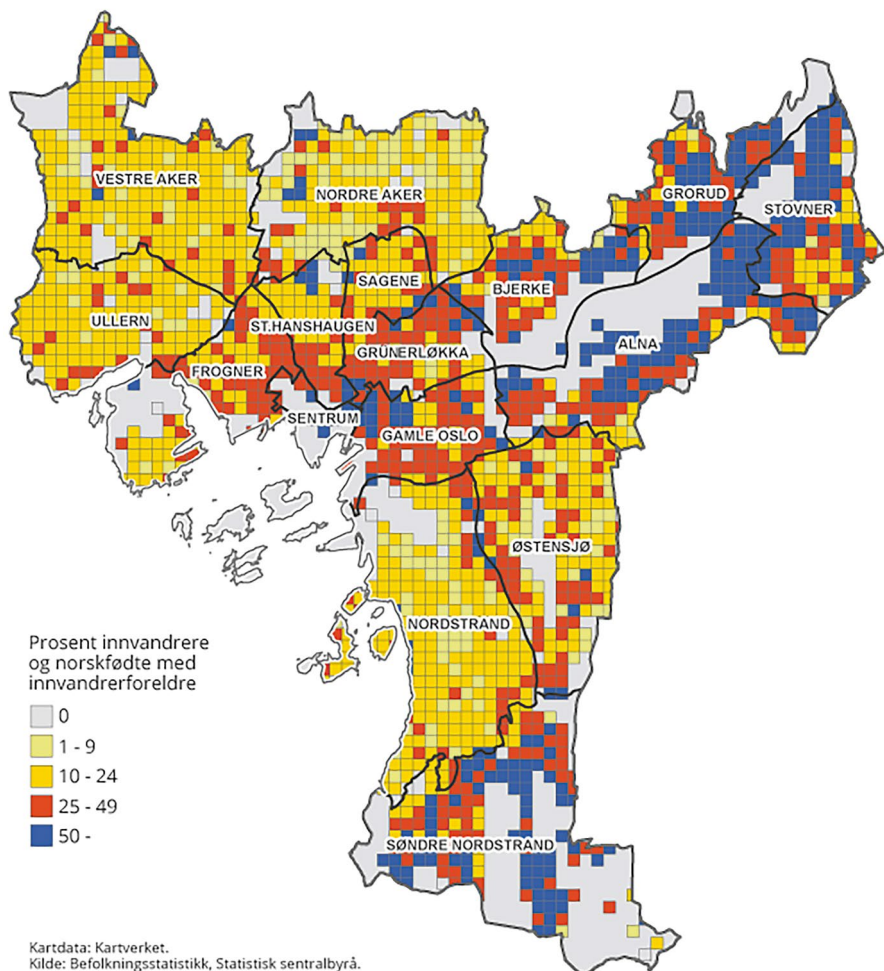 VESTRE AKER
NORDRE AKER
GRORUD
STOVNER
SAGENE
BJERKE
ULLERN
ST.HANSHAUGEN
GRÜNERLØKKA
ALNA
FROGNER
SENTRUM
GAMLE OSLO
ØSTENSJØ
NORDSTRAND
SØNDRE NORDSTRAND
Prosent innvandrere
og norskfødte med
innvandrerforeldre
0
1 - 9
10 - 24
25 - 49
50 -
Kartdata: Kartverket.
Kilde: Befolkningsstatistikk, Statistisk sentralbyrå.